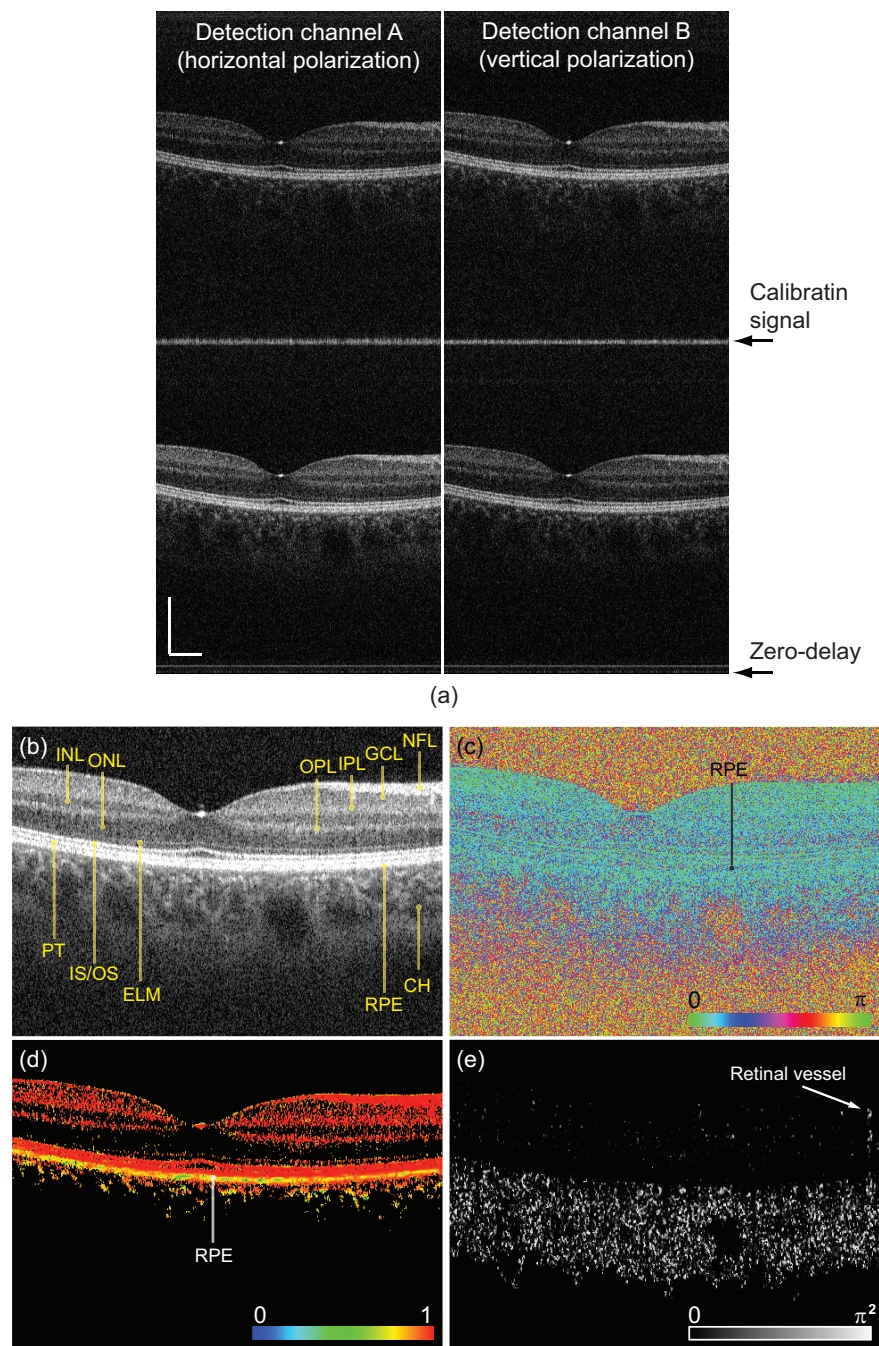 Detection channel A
(horizontal polarization)
Detection channel B
(vertical polarization)
Calibratin
signal
Zero-delay
(a)
(b)
INL
ONL
OPL
IPL
GCL
NFL
PT
IS/OS
ELM
RPE
CH
(c)
RPE
0
π
(d)
RPE
0
1
(e)
Retinal vessel
0
π²